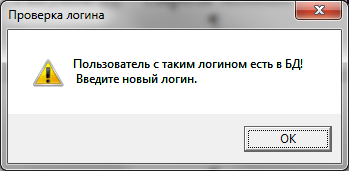 Проверка логина
Пользователь с таким логином есть в БД!
Введите новый логин.
OK